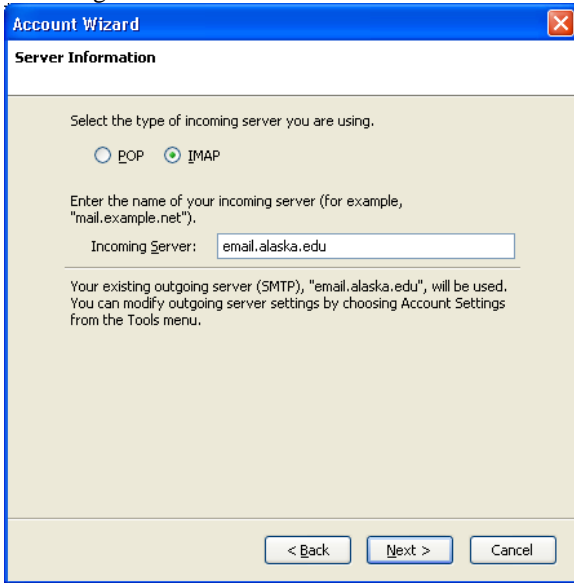 Account Wizard
Server Information
Select the type of incoming server you are using.
POP IMAP
Enter the name of your incoming server (for example,
"mail.example.net").
Incoming Server: email.alaska.edu
Your existing outgoing server (SMTP), "email.alaska.edu", will be used.
You can modify outgoing server settings by choosing Account Settings
from the Tools menu.
< Back Next > Cancel